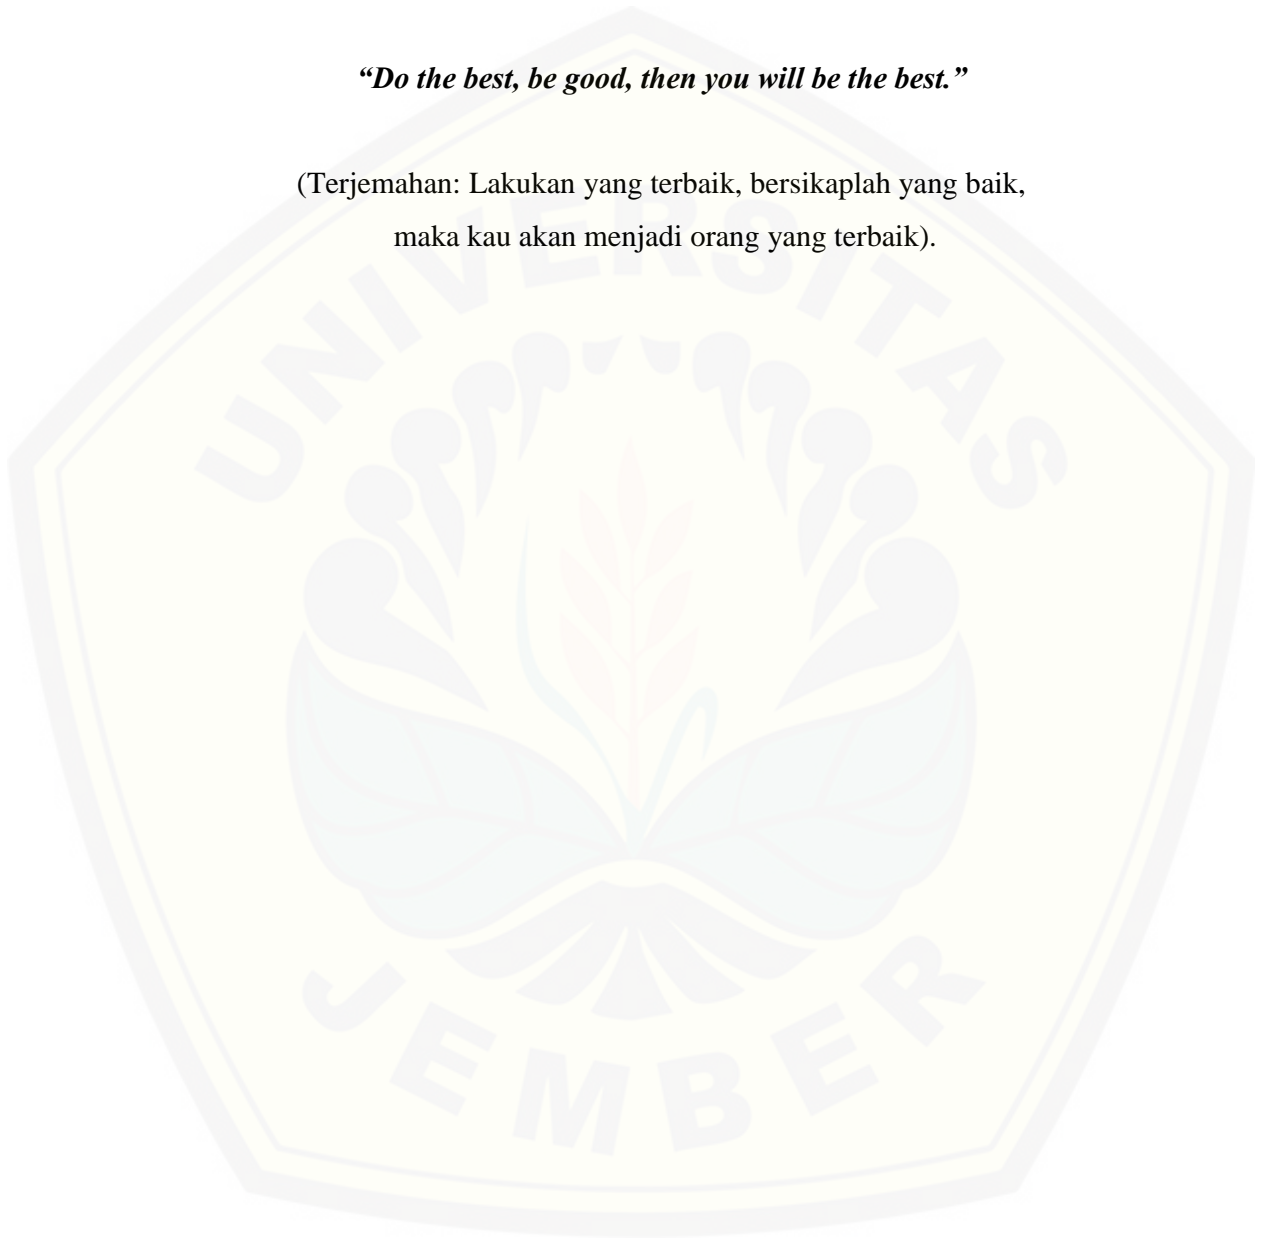 “Do the best, be good, then you will be the best.”
(Terjemahan: Lakukan yang terbaik, bersikaplah yang baik,
maka kau akan menjadi orang yang terbaik).
UNIVERSITAS
JEMBER